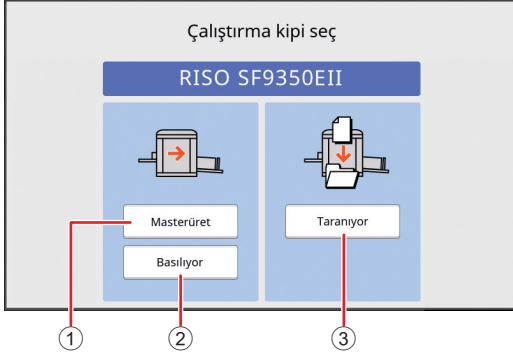 Çalıştırma kipi seç
RISO SF9350EII
Masterüret
Taranıyor
Basılıyor
1
2
3